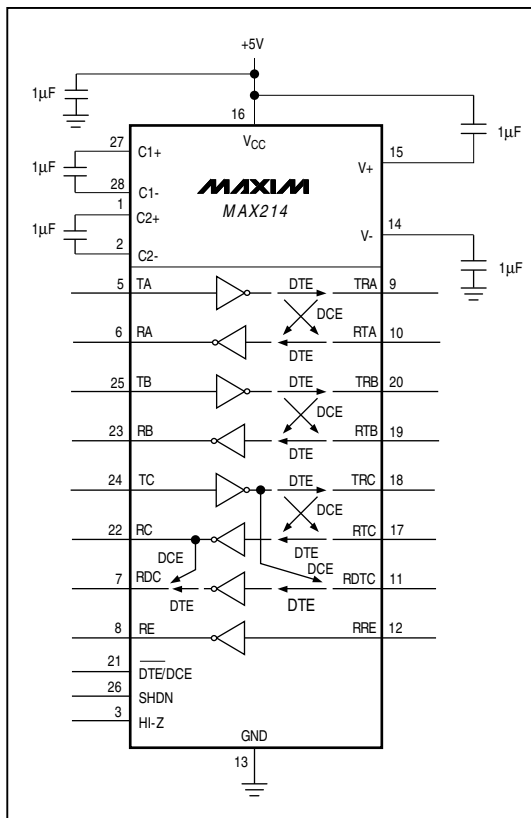 +5V
1µF
16
VCC
1µF
27
C1+
15
V+
1µF
28
C1-
MAXIM
MAX214
1
C2+
14
V-
1µF
2
C2-
1µF
5 TA DTE TRA 9
DCE
6 RA DTE RTA 10
25 TB DTE TRB 20
DCE
23 RB DTE RTB 19
24 TC DTE TRC 18
DCE
22 RC DTE RTC 17
DCE DCE
7 RDC DTE DTE RDTC 11
8 RE RRE 12
21 DTE/DCE
26 SHDN
3 HI-Z
GND
13